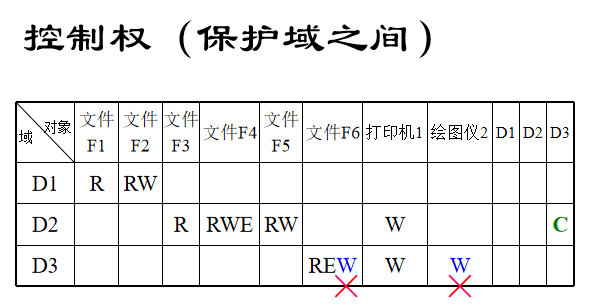 控制权（保护域之间）
域 对象 文件F1 文件F2 文件F3 文件F4 文件F5 文件F6 打印机1 绘图仪2 D1 D2 D3
D1 R RW
D2 R RWE RW W C
D3 REW W W